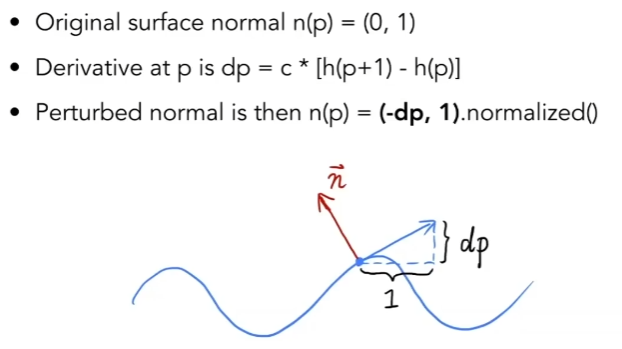 • Original surface normal n(p) = (0, 1)
• Derivative at p is dp = c * [h(p+1) - h(p)]
• Perturbed normal is then n(p) = (-dp, 1).normalized()
n⃗
dp
1